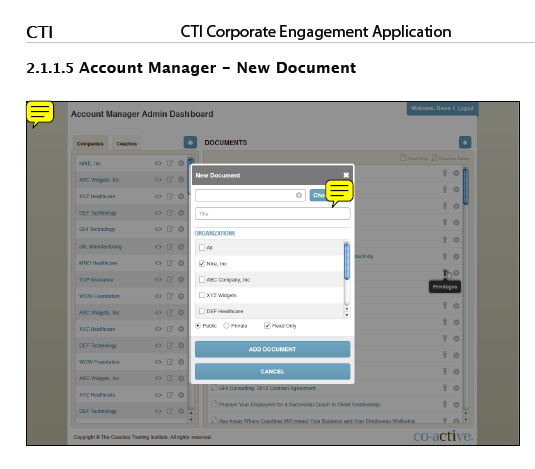 CTI
CTI Corporate Engagement Application
2.1.1.5 Account Manager – New Document
Welcome, Gwen | Logout
Account Manager Admin Dashboard
Companies
Coaches
DOCUMENTS
Read Only
NIKE, Inc.
ABC Widgets, Inc.
XYZ Healthcare
DEF Technology
GHI Technology
JKL Manufacturing
MNO Healthcare
TCP Insurance
WOW Foundation
ABC Widgets, Inc.
XYZ Healthcare
DEF Technology
WOW Foundation
ABC Widgets, Inc.
XYZ Healthcare
DEF Technology
New Document
Title
ORGANIZATIONS
All
Nike, Inc
ABC Company, Inc
XYZ Widgets
DEF Healthcare
Public
Private
Read Only
ADD DOCUMENT
CANCEL
Privileges
GHI Consulting: 2012 Contract Agreement
Prepare Your Employees for a Successful Coach to Client Relationship
Key Areas Where Coaching Will Impact Your Business and Your Employees Wellbeing
Copyright © The Coaches Training Institute. All rights reserved.
co-active